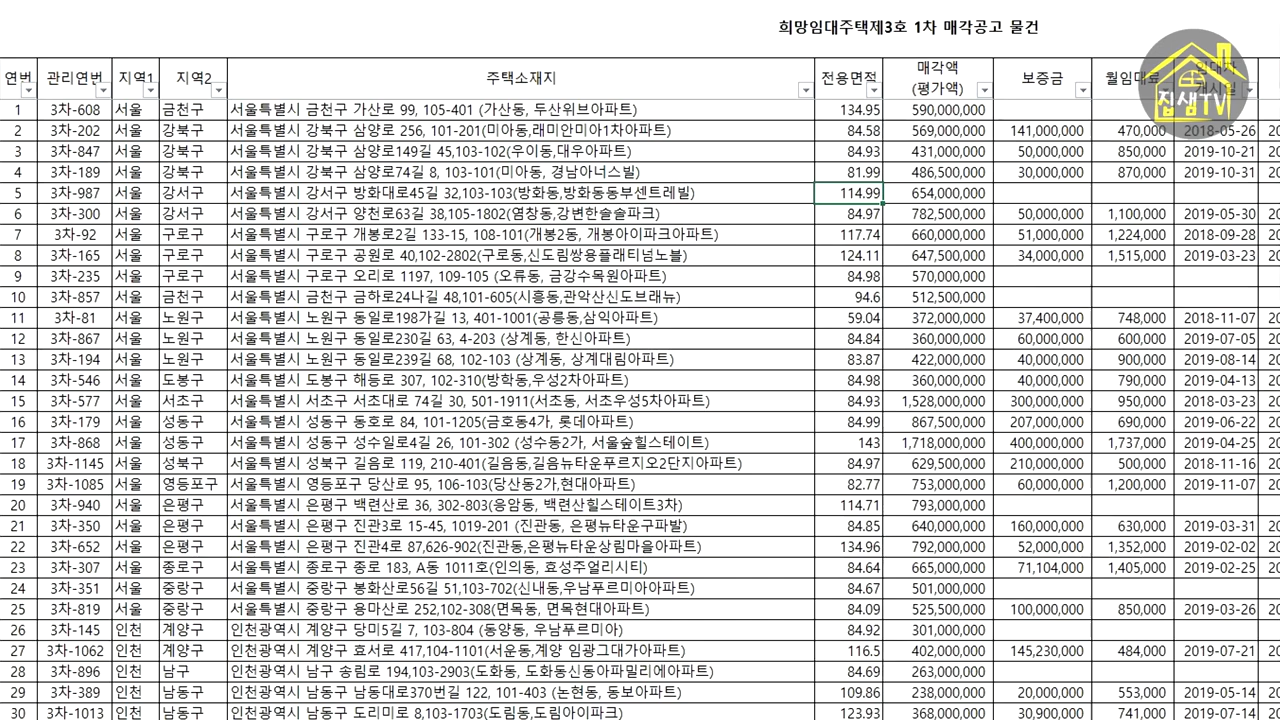 희망임대주택제3호 1차 매각공고 물건
집샘TV
연번 관리연번 지역1 지역2 주택소재지 전용면적 매각액 (평가액) 보증금 월임대료
1 3차-608 서울 금천구 서울특별시 금천구 가산로 99, 105-401 (가산동, 두산위브아파트) 134.95 590,000,000
2 3차-202 서울 강북구 서울특별시 강북구 삼양로 256, 101-201(미아동,래미안미아1차아파트) 84.58 569,000,000 141,000,000 470,000 2018-05-26 20
3 3차-847 서울 강북구 서울특별시 강북구 삼양로149길 45,103-102(우이동,대우아파트) 84.93 431,000,000 50,000,000 850,000 2019-10-21 20
4 3차-189 서울 강북구 서울특별시 강북구 삼양로74길 8, 103-101(미아동, 경남아너스빌) 81.99 486,500,000 30,000,000 870,000 2019-10-31 20
5 3차-987 서울 강서구 서울특별시 강서구 방화대로45길 32,103-103(방화동,방화동동부센트레빌) 114.99 654,000,000
6 3차-300 서울 강서구 서울특별시 강서구 양천로63길 38,105-1802(염창동,강변한솔솔파크) 84.97 782,500,000 50,000,000 1,100,000 2019-05-30 20
7 3차-92 서울 구로구 서울특별시 구로구 개봉로2길 133-15, 108-101(개봉2동, 개봉아이파크아파트) 117.74 660,000,000 51,000,000 1,224,000 2018-09-28 20
8 3차-165 서울 구로구 서울특별시 구로구 공원로 40,102-2802(구로동,신도림쌍용플래티넘노블) 124.11 647,500,000 34,000,000 1,515,000 2019-03-23 20
9 3차-235 서울 구로구 서울특별시 구로구 오리로 1197, 109-105 (오류동, 금강수목원아파트) 84.98 570,000,000
10 3차-857 서울 금천구 서울특별시 금천구 금하로24나길 48,101-605(시흥동,관악산신도브래뉴) 94.6 512,500,000
11 3차-81 서울 노원구 서울특별시 노원구 동일로198가길 13, 401-1001(공릉동,삼익아파트) 59.04 372,000,000 37,400,000 748,000 2018-11-07 20
12 3차-867 서울 노원구 서울특별시 노원구 동일로230길 63, 4-203 (상계동, 한신아파트) 84.84 360,000,000 60,000,000 600,000 2019-07-05 20
13 3차-194 서울 노원구 서울특별시 노원구 동일로239길 68, 102-103 (상계동, 상계대림아파트) 83.87 422,000,000 40,000,000 900,000 2019-08-14 20
14 3차-546 서울 도봉구 서울특별시 도봉구 해등로 307, 102-310(방학동,우성2차아파트) 84.98 360,000,000 40,000,000 790,000 2019-04-13 20
15 3차-577 서울 서초구 서울특별시 서초구 서초대로 74길 30, 501-1911(서초동, 서초우성5차아파트) 84.93 1,528,000,000 300,000,000 950,000 2018-03-23 20
16 3차-179 서울 성동구 서울특별시 성동구 동호로 84, 101-1205(금호동4가, 롯데아파트) 84.99 867,500,000 207,000,000 690,000 2019-06-22 20
17 3차-868 서울 성동구 서울특별시 성동구 성수일로4길 26, 101-302 (성수동2가, 서울숲힐스테이트) 143 1,718,000,000 400,000,000 1,737,000 2019-04-25 20
18 3차-1145 서울 성북구 서울특별시 성북구 길음로 119, 210-401(길음동,길음뉴타운푸르지오2단지아파트) 84.97 629,500,000 210,000,000 500,000 2018-11-16 20
19 3차-1085 서울 영등포구 서울특별시 영등포구 당산로 95, 106-103(당산동2가,현대아파트) 82.77 753,000,000 60,000,000 1,200,000 2019-11-07 20
20 3차-940 서울 은평구 서울특별시 은평구 백련산로 36, 302-803(응암동, 백련산힐스테이트3차) 114.71 793,000,000
21 3차-350 서울 은평구 서울특별시 은평구 진관3로 15-45, 1019-201 (진관동, 은평뉴타운구파발) 84.85 640,000,000 160,000,000 630,000 2019-03-31 20
22 3차-652 서울 은평구 서울특별시 은평구 진관4로 87,626-902(진관동,은평뉴타운상림마을아파트) 134.96 792,000,000 52,000,000 1,352,000 2019-02-02 20
23 3차-307 서울 종로구 서울특별시 종로구 종로 183, A동 1011호(인의동, 효성주얼리시티) 84.64 665,000,000 71,104,000 1,405,000 2019-02-25 20
24 3차-351 서울 중랑구 서울특별시 중랑구 봉화산로56길 51,103-702(신내동,우남푸르미아아파트) 84.67 501,000,000
25 3차-819 서울 중랑구 서울특별시 중랑구 용마산로 252,102-308(면목동, 면목현대아파트) 84.09 525,500,000 100,000,000 850,000 2019-03-26 20
26 3차-145 인천 계양구 인천광역시 계양구 당미5길 7, 103-804 (동양동, 우남푸르미아) 84.92 301,000,000
27 3차-1062 인천 계양구 인천광역시 계양구 효서로 417,104-1101(서운동,계양 임광그대가아파트) 116.5 402,000,000 145,230,000 484,000 2019-07-21 20
28 3차-896 인천 남구 인천광역시 남구 송림로 194,103-2903(도화동, 도화동신동아파밀리에아파트) 84.69 263,000,000
29 3차-389 인천 남동구 인천광역시 남동구 남동대로370번길 122, 101-403 (논현동, 동보아파트) 109.86 238,000,000 20,000,000 553,000 2019-05-14 20
30 3차-1013 인천 남동구 인천광역시 남동구 도리미로 8,103-1703(도림동,도림아이파크) 123.93 368,000,000 30,900,000 741,000 2019-07-14 20